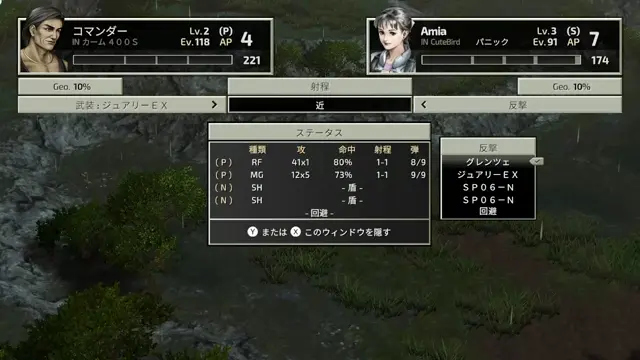 コマンダー Lv.2 (P) 4
IN カーム４００Ｓ Ev.118 AP
221
Amia Lv.3 (S) 7
IN CuteBird パニック Ev.91 AP
174
Geo. 10% 射程 Geo. 10%
武装：ジュアリーＥＸ 近 反撃
ステータス
種類 攻 命中 射程 弾
(P) RF 41x1 80% 1-1 8/9
(P) MG 12x5 73% 1-1 9/9
(N) SH - 盾 -
(N) SH - 盾 -
- 回避 -
Y または X このウィンドウを隠す
反撃
グレンツェ
ジュアリーＥＸ
ＳＰ０６－Ｎ
ＳＰ０６－Ｎ
回避